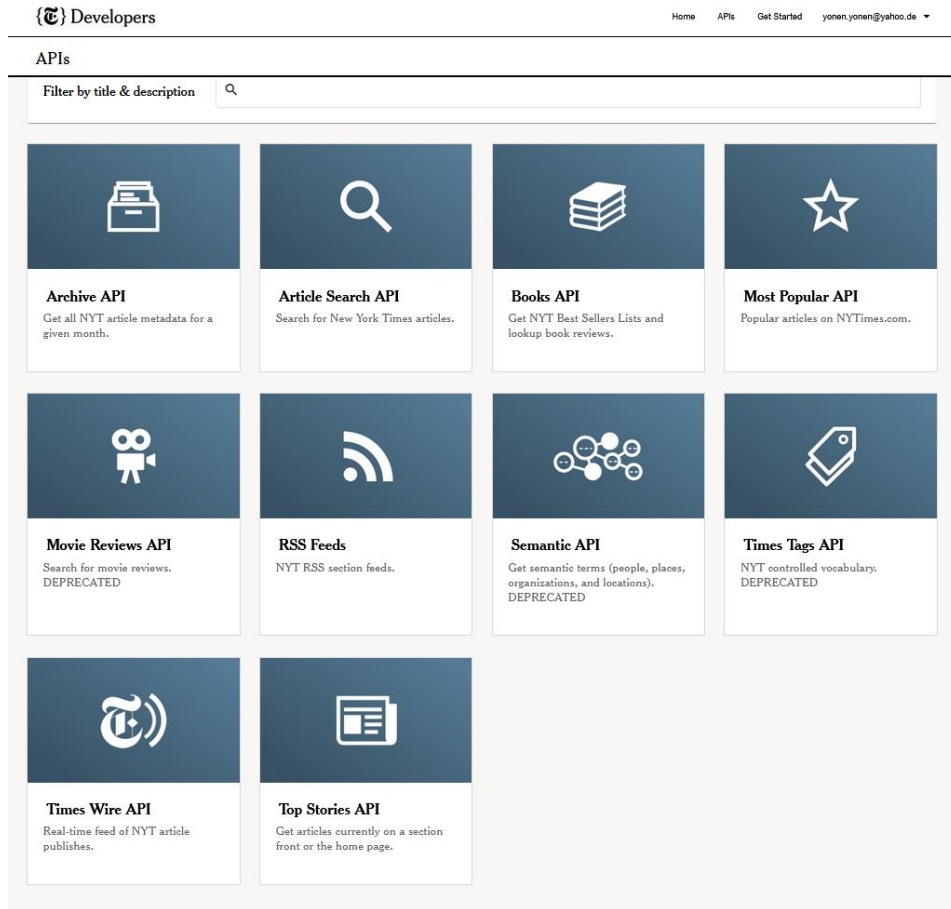 {T} Developers
Home APIs Get Started yonen.yonen@yahoo.de
APIs
Filter by title & description
Archive API
Get all NYT article metadata for a
given month.
Article Search API
Search for New York Times articles.
Books API
Get NYT Best Sellers Lists and
lookup book reviews.
Most Popular API
Popular articles on NYTimes.com.
Movie Reviews API
Search for movie reviews.
DEPRECATED
RSS Feeds
NYT RSS section feeds.
Semantic API
Get semantic terms (people, places,
organizations, and locations).
DEPRECATED
Times Tags API
NYT controlled vocabulary.
DEPRECATED
T
Times Wire API
Real-time feed of NYT article
publishes.
Top Stories API
Get articles currently on a section
front or the home page.